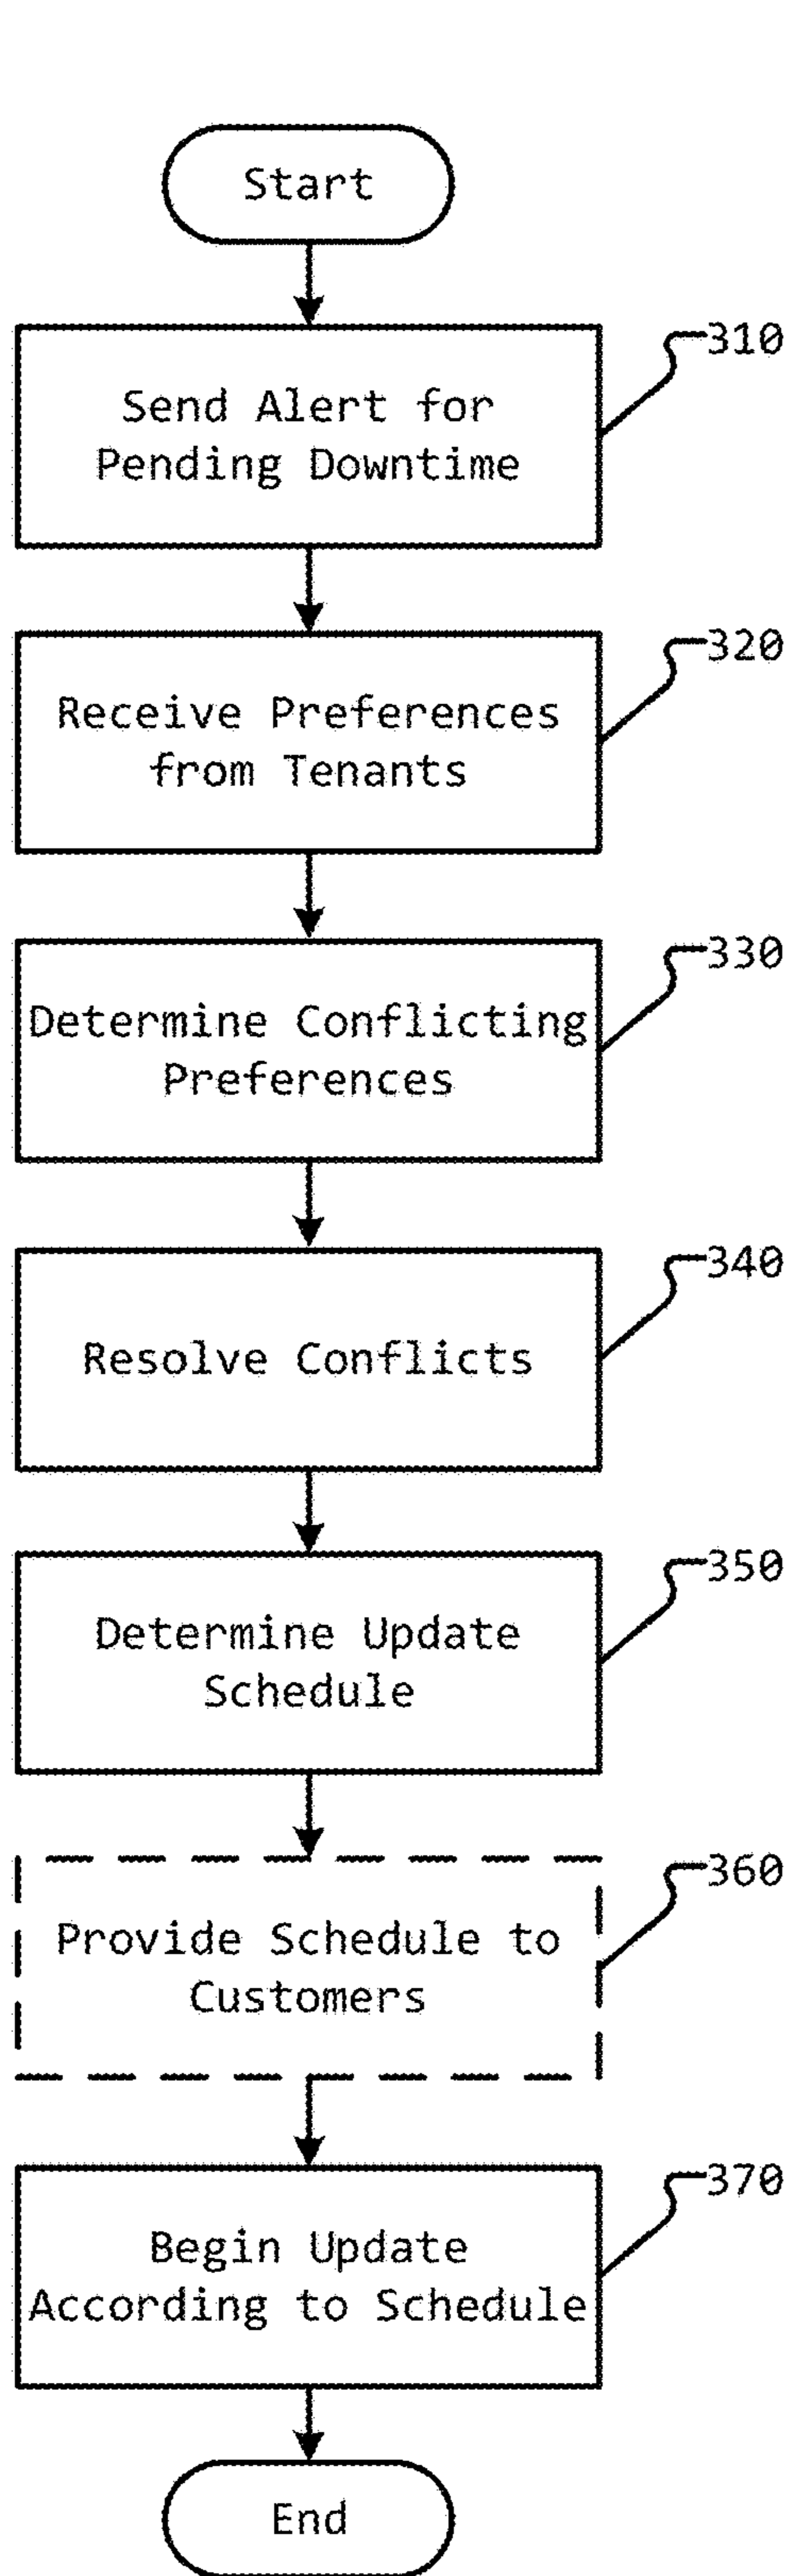 Start
310
Send Alert for
Pending Downtime
320
Receive Preferences
from Tenants
330
Determine Conflicting
Preferences
340
Resolve Conflicts
350
Determine Update
Schedule
360
Provide Schedule to
Customers
370
Begin Update
According to Schedule
End